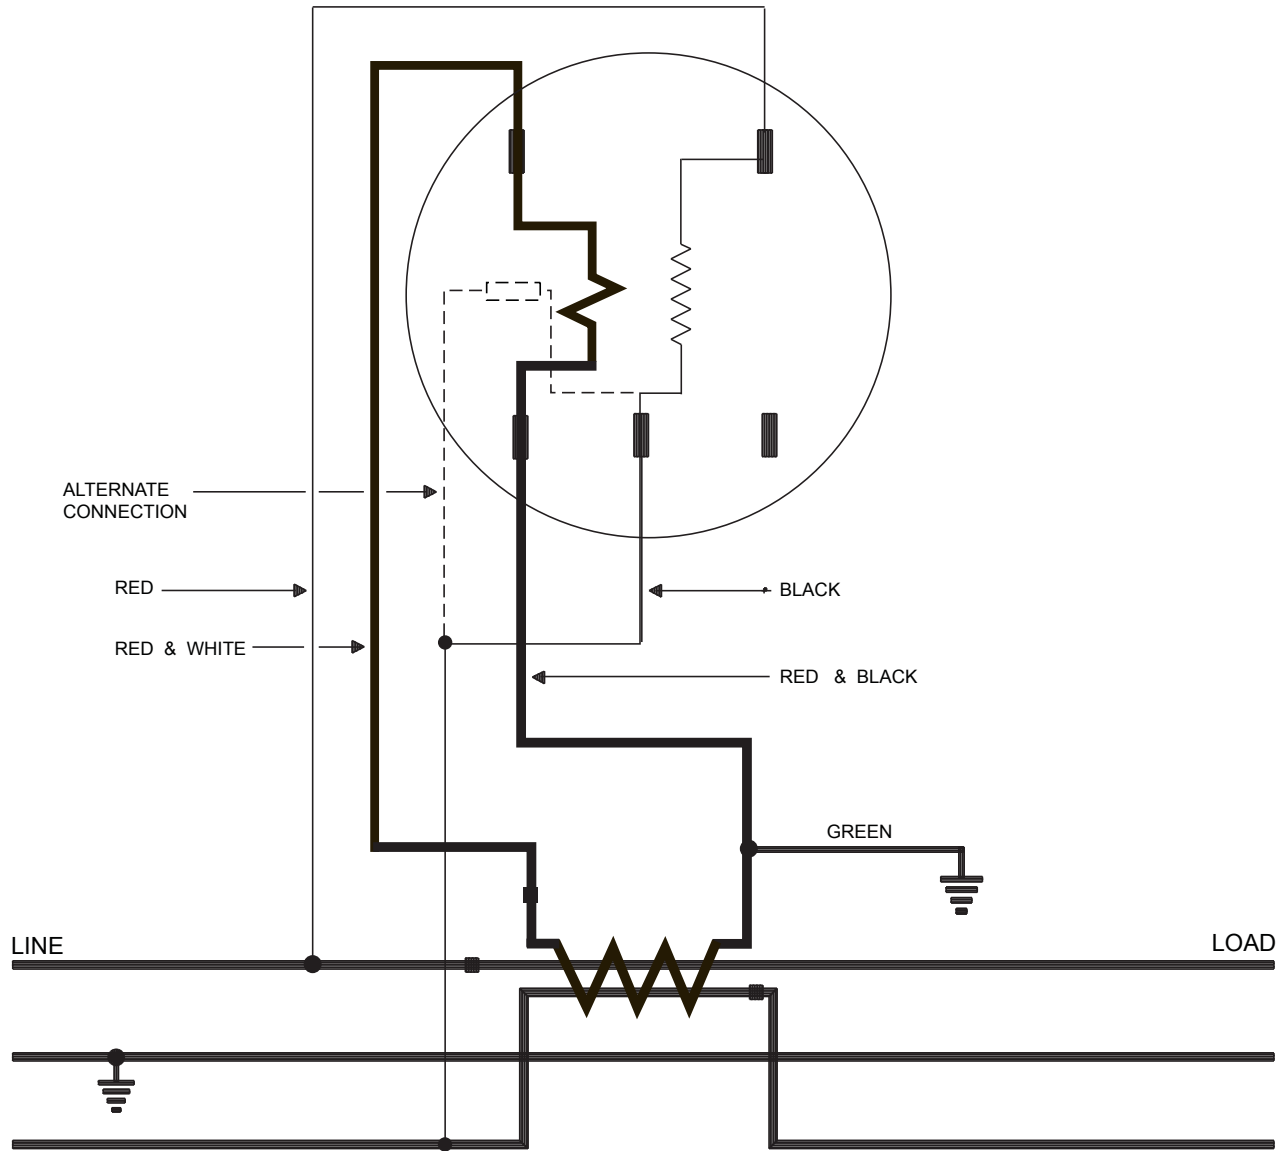 ALTERNATE
CONNECTION
RED
BLACK
RED & WHITE
RED & BLACK
GREEN
LINE
LOAD